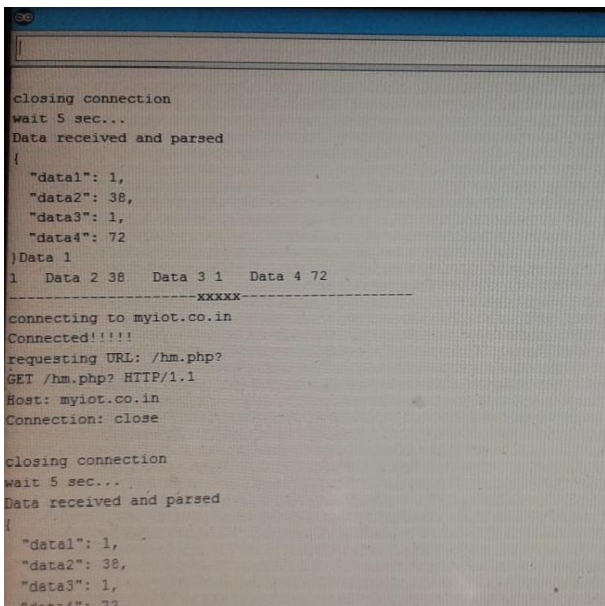 closing connection
wait 5 sec...
Data received and parsed
{
"data1": 1,
"data2": 38,
"data3": 1,
"data4": 72
}Data 1
1 Data 2 38 Data 3 1 Data 4 72
----------------------xxxxx--------------------
connecting to myiot.co.in
Connected!!!!!
requesting URL: /hm.php?
GET /hm.php? HTTP/1.1
Host: myiot.co.in
Connection: close
closing connection
wait 5 sec...
Data received and parsed
{
"data1": 1,
"data2": 38,
"data3": 1,
"data4": 72